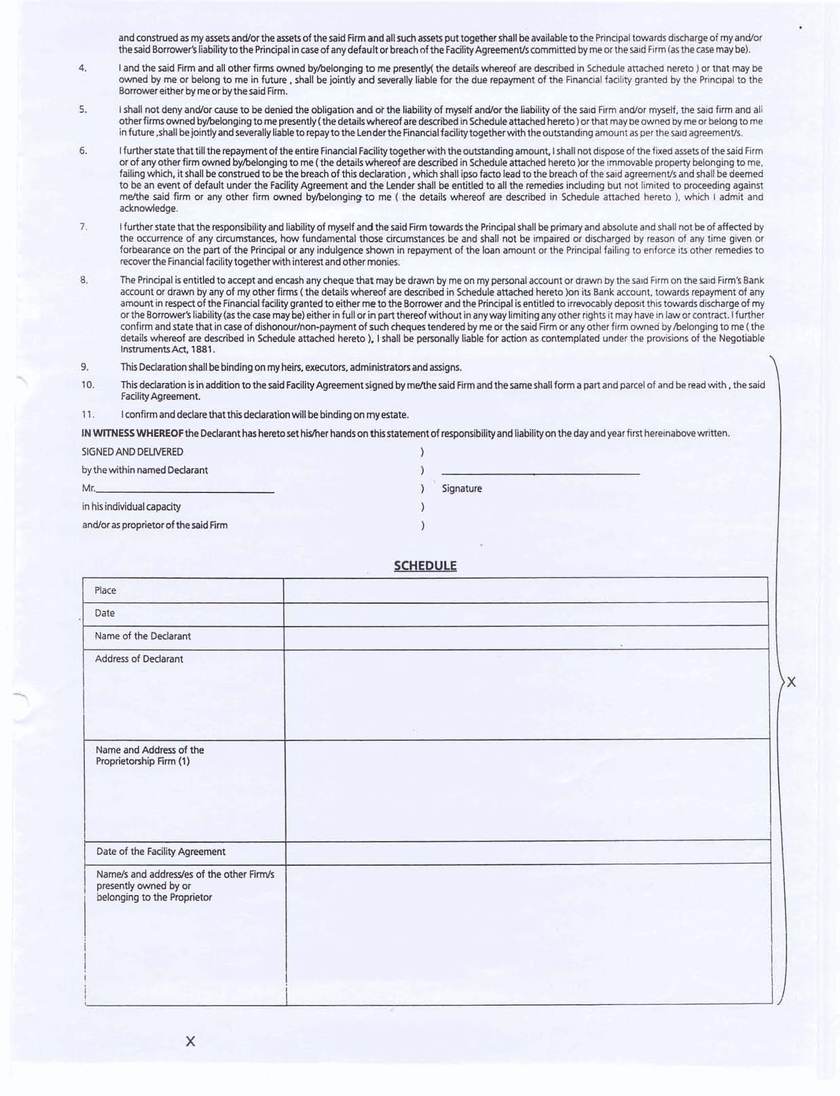 and construed as my assets and/or the assets of the said Firm and all such assets put together shall be available to the Principal towards discharge of my and/or
the said Borrower's liability to the Principal in case of any default or breach of the Facility Agreement/s committed by me or the said Firm (as the case may be).
4. I and the said Firm and all other firms owned by/belonging to me presently( the details whereof are described in Schedule attached nereto ) or that may be
owned by me or belong to me in future , shall be jointly and severally liable for the due repayment of the Financial facility granted by the Principal to the
Borrower either by me or by the said Firm.
5. I shall not deny and/or cause to be denied the obligation and or the liability of myself and/or the liability of the said Firm and/or myself, the said firm and all
other firms owned by/belonging to me presently ( the details whereof are described in Schedule attached hereto ) or that may be owned by me or belong to me
in future ,shall be jointly and severally liable to repay to the Lender the Financial facility together with the outstanding amount as per the said agreement/s.
6. I further state that till the repayment of the entire Financial Facility together with the outstanding amount, I shall not dispose of the fixed assets of the said Firm
or of any other firm owned by/belonging to me ( the details whereof are described in Schedule attached hereto )or the immovable property belonging to me,
failing which, it shall be construed to be the breach of this declaration , which shall ipso facto lead to the breach of the said agreement/s and shall be deemed
to be an event of default under the Facility Agreement and the Lender shall be entitled to all the remedies including but not limited to proceeding against
me/the said firm or any other firm owned by/belonging to me ( the details whereof are described in Schedule attached hereto ), which I admit and
acknowledge.
7. I further state that the responsibility and liability of myself and the said Firm towards the Principal shall be primary and absolute and shall not be affected by
the occurrence of any circumstances, how fundamental those circumstances be and shall not be impaired or discharged by reason of any time given or
forbearance on the part of the Principal or any indulgence shown in repayment of the loan amount or the Principal failing to enforce its other remedies to
recover the Financial facility together with interest and other monies.
8. The Principal is entitled to accept and encash any cheque that may be drawn by me on my personal account or drawn by the said Firm on the said Firm's Bank
account or drawn by any of my other firms ( the details whereof are described in Schedule attached hereto )on its Bank account, towards repayment of any
amount in respect of the Financial facility granted to either me to the Borrower and the Principal is entitled to irrevocably deposit this towards discharge of my
or the Borrower's liability (as the case may be) either in full or in part thereof without in any way limiting any other rights it may have in law or contract. I further
confirm and state that in case of dishonour/non-payment of such cheques tendered by me or the said Firm or any other firm owned by /belonging to me ( the
details whereof are described in Schedule attached hereto ), I shall be personally liable for action as contemplated under the provisions of the Negotiable
Instruments Act, 1881.
9. This Declaration shall be binding on my heirs, executors, administrators and assigns.
10. This declaration is in addition to the said Facility Agreement signed by me/the said Firm and the same shall form a part and parcel of and be read with , the said
Facility Agreement.
11. I confirm and declare that this declaration will be binding on my estate.
IN WITNESS WHEREOF the Declarant has hereto set his/her hands on this statement of responsibility and liability on the day and year first hereinabove written.
SIGNED AND DELIVERED )
by the within named Declarant )
Mr. ) Signature
in his individual capacity )
and/or as proprietor of the said Firm )
SCHEDULE
Place
Date
Name of the Declarant
Address of Declarant
X
Name and Address of the
Proprietorship Firm (1)
Date of the Facility Agreement
Name/s and address/es of the other Firm/s
presently owned by or
belonging to the Proprietor
X